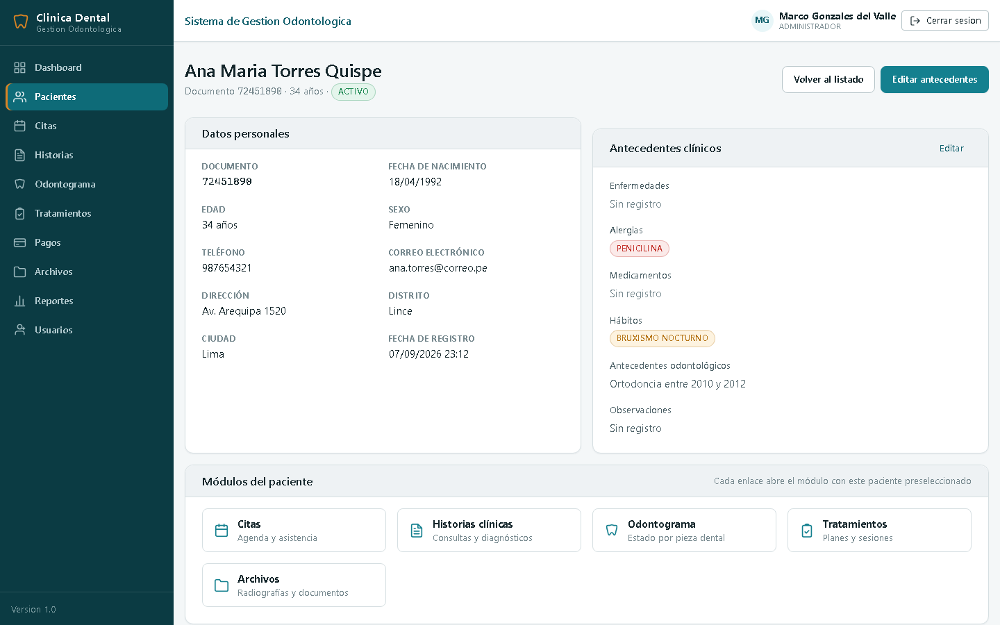 Clinica Dental
Gestion Odontologica
Dashboard
Pacientes
Citas
Historias
Odontograma
Tratamientos
Pagos
Archivos
Reportes
Usuarios
Version 1.0
Sistema de Gestion Odontologica
MG
Marco Gonzales del Valle
ADMINISTRADOR
Cerrar sesion
Ana Maria Torres Quispe
Documento 72451890 · 34 años · ACTIVO
Volver al listado
Editar antecedentes
Datos personales
DOCUMENTO
72451890
FECHA DE NACIMIENTO
18/04/1992
EDAD
34 años
SEXO
Femenino
TELÉFONO
987654321
CORREO ELECTRÓNICO
ana.torres@correo.pe
DIRECCIÓN
Av. Arequipa 1520
DISTRITO
Lince
CIUDAD
Lima
FECHA DE REGISTRO
07/09/2026 23:12
Antecedentes clínicos
Editar
Enfermedades
Sin registro
Alergias
PENICILINA
Medicamentos
Sin registro
Hábitos
BRUXISMO NOCTURNO
Antecedentes odontológicos
Ortodoncia entre 2010 y 2012
Observaciones
Sin registro
Módulos del paciente
Cada enlace abre el módulo con este paciente preseleccionado
Citas
Agenda y asistencia
Historias clínicas
Consultas y diagnósticos
Odontograma
Estado por pieza dental
Tratamientos
Planes y sesiones
Archivos
Radiografías y documentos